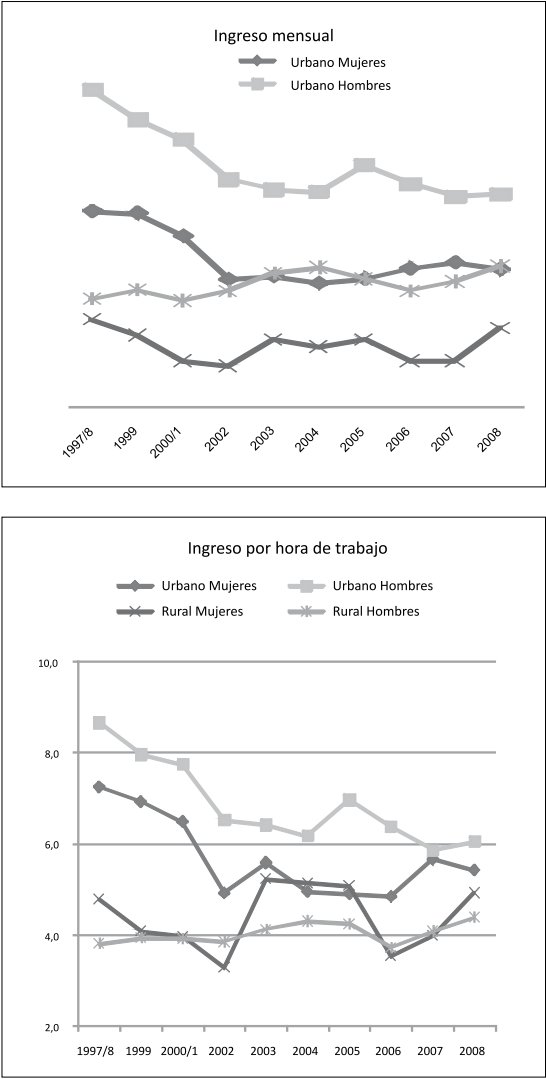 Ingreso mensual
Urbano Mujeres
Urbano Hombres
1997/8 1999 2000/1 2002 2003 2004 2005 2006 2007 2008
Ingreso por hora de trabajo
Urbano Mujeres Urbano Hombres
Rural Mujeres Rural Hombres
10,0
8,0
6,0
4,0
2,0
1997/8 1999 2000/1 2002 2003 2004 2005 2006 2007 2008